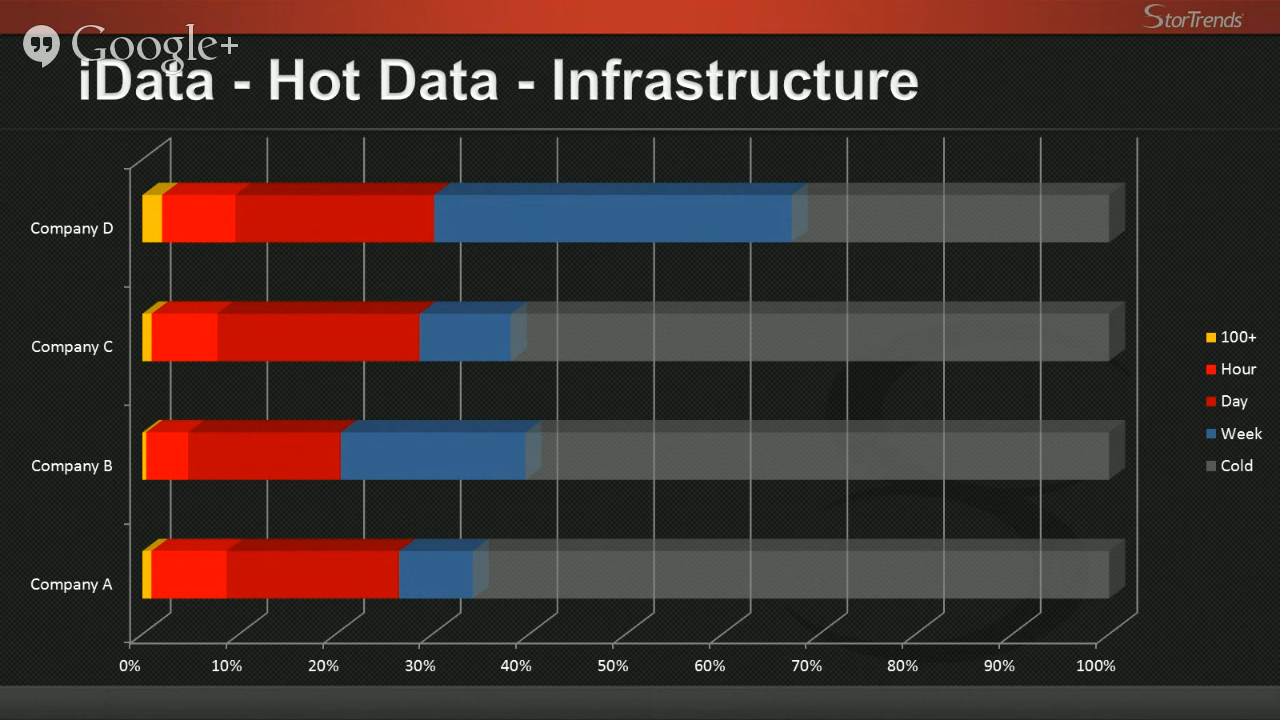 StorTrends
Google+
iData - Hot Data - Infrastructure
Company D
Company C
Company B
Company A
100+
Hour
Day
Week
Cold
0% 10% 20% 30% 40% 50% 60% 70% 80% 90% 100%